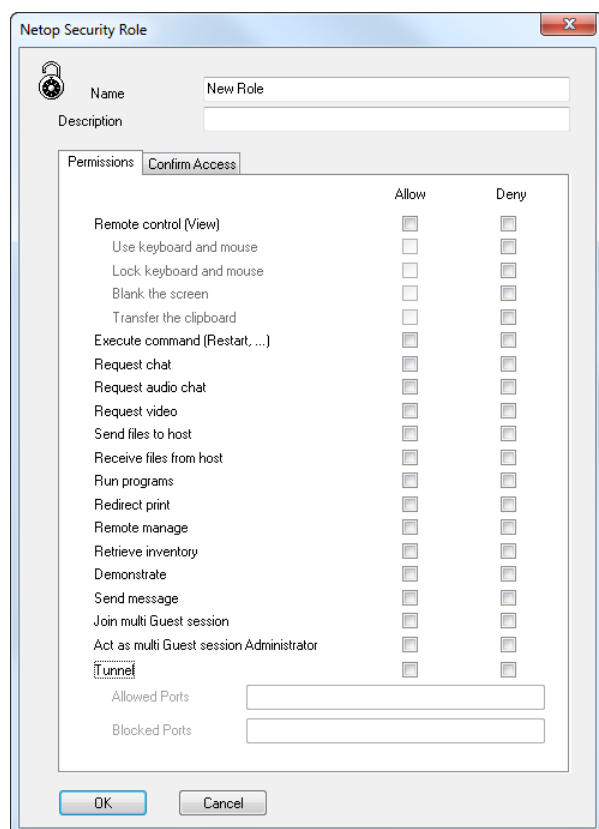 Netop Security Role
Name New Role
Description
Permissions Confirm Access
Allow Deny
Remote control (View)
Use keyboard and mouse
Lock keyboard and mouse
Blank the screen
Transfer the clipboard
Execute command (Restart, ...)
Request chat
Request audio chat
Request video
Send files to host
Receive files from host
Run programs
Redirect print
Remote manage
Retrieve inventory
Demonstrate
Send message
Join multi Guest session
Act as multi Guest session Administrator
Tunnel
Allowed Ports
Blocked Ports
OK Cancel